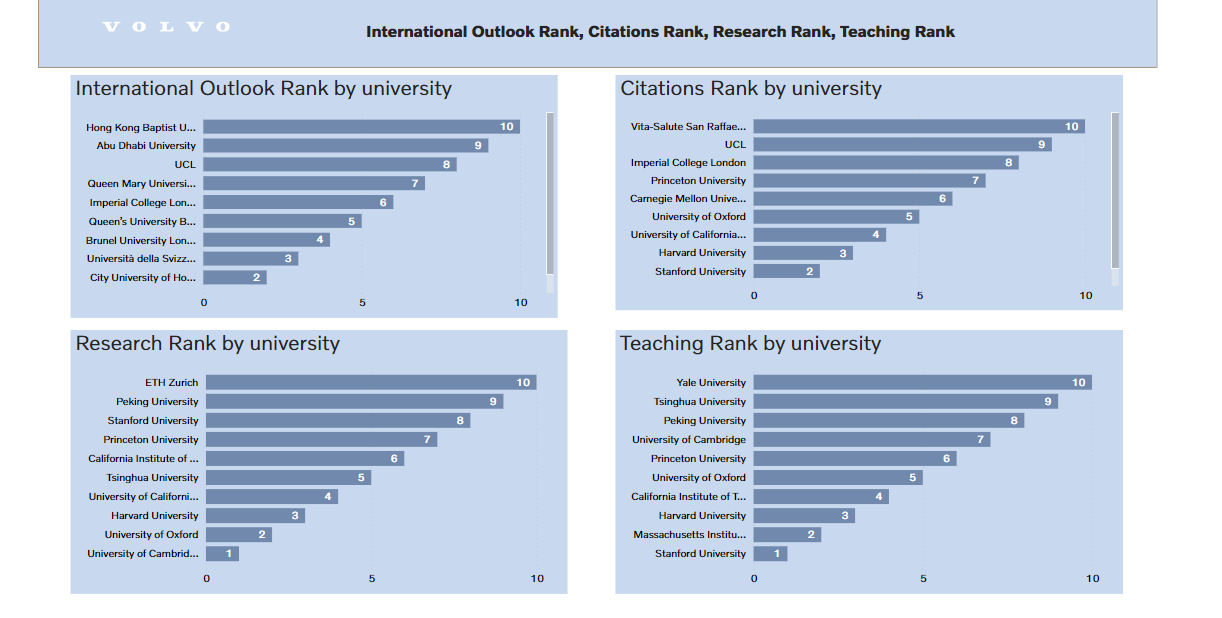 VOLVO
International Outlook Rank, Citations Rank, Research Rank, Teaching Rank
International Outlook Rank by university
Hong Kong Baptist U... 10
Abu Dhabi University 9
UCL 8
Queen Mary Universi... 7
Imperial College Lon... 6
Queen's University B... 5
Brunel University Lon... 4
Università della Svizz... 3
City University of Ho... 2
0 5 10
Citations Rank by university
Vita-Salute San Raffae... 10
UCL 9
Imperial College London 8
Princeton University 7
Carnegie Mellon Unive... 6
University of Oxford 5
University of California... 4
Harvard University 3
Stanford University 2
0 5 10
Research Rank by university
ETH Zurich 10
Peking University 9
Stanford University 8
Princeton University 7
California Institute of ... 6
Tsinghua University 5
University of Californi... 4
Harvard University 3
University of Oxford 2
University of Cambrid... 1
0 5 10
Teaching Rank by university
Yale University 10
Tsinghua University 9
Peking University 8
University of Cambridge 7
Princeton University 6
University of Oxford 5
California Institute of T... 4
Harvard University 3
Massachusetts Institu... 2
Stanford University 1
0 5 10